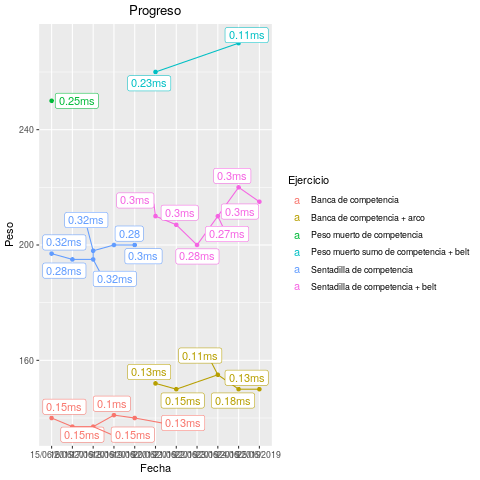 Progreso
0.11ms
0.23ms
0.25ms
240
0.3ms
0.3ms
0.3ms
0.3ms
0.32ms
0.28
0.32ms
0.27ms
200
0.3ms
0.28ms
0.28ms
0.32ms
Peso
0.11ms
160
0.13ms
0.13ms
0.15ms
0.18ms
0.15ms
0.1ms
0.13ms
0.15ms
0.15ms
Fecha
Ejercicio
a Banca de competencia
a Banca de competencia + arco
a Peso muerto de competencia
a Peso muerto sumo de competencia + belt
a Sentadilla de competencia
a Sentadilla de competencia + belt